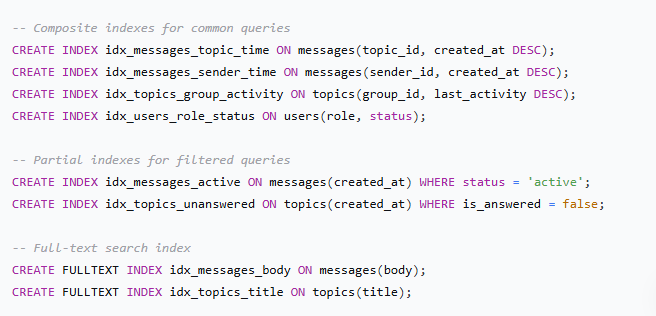 -- Composite indexes for common queries
CREATE INDEX idx_messages_topic_time ON messages(topic_id, created_at DESC);
CREATE INDEX idx_messages_sender_time ON messages(sender_id, created_at DESC);
CREATE INDEX idx_topics_group_activity ON topics(group_id, last_activity DESC);
CREATE INDEX idx_users_role_status ON users(role, status);
-- Partial indexes for filtered queries
CREATE INDEX idx_messages_active ON messages(created_at) WHERE status = 'active';
CREATE INDEX idx_topics_unanswered ON topics(created_at) WHERE is_answered = false;
-- Full-text search index
CREATE FULLTEXT INDEX idx_messages_body ON messages(body);
CREATE FULLTEXT INDEX idx_topics_title ON topics(title);